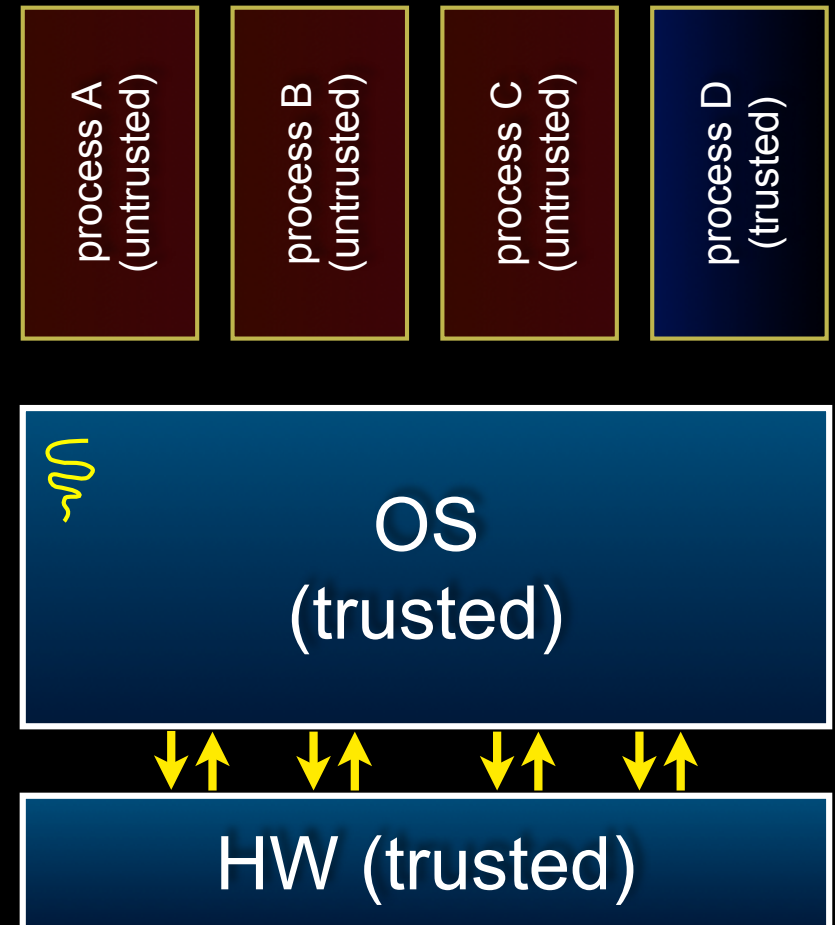 process A
(untrusted)
process B
(untrusted)
process C
(untrusted)
process D
(trusted)
OS
(trusted)
HW (trusted)